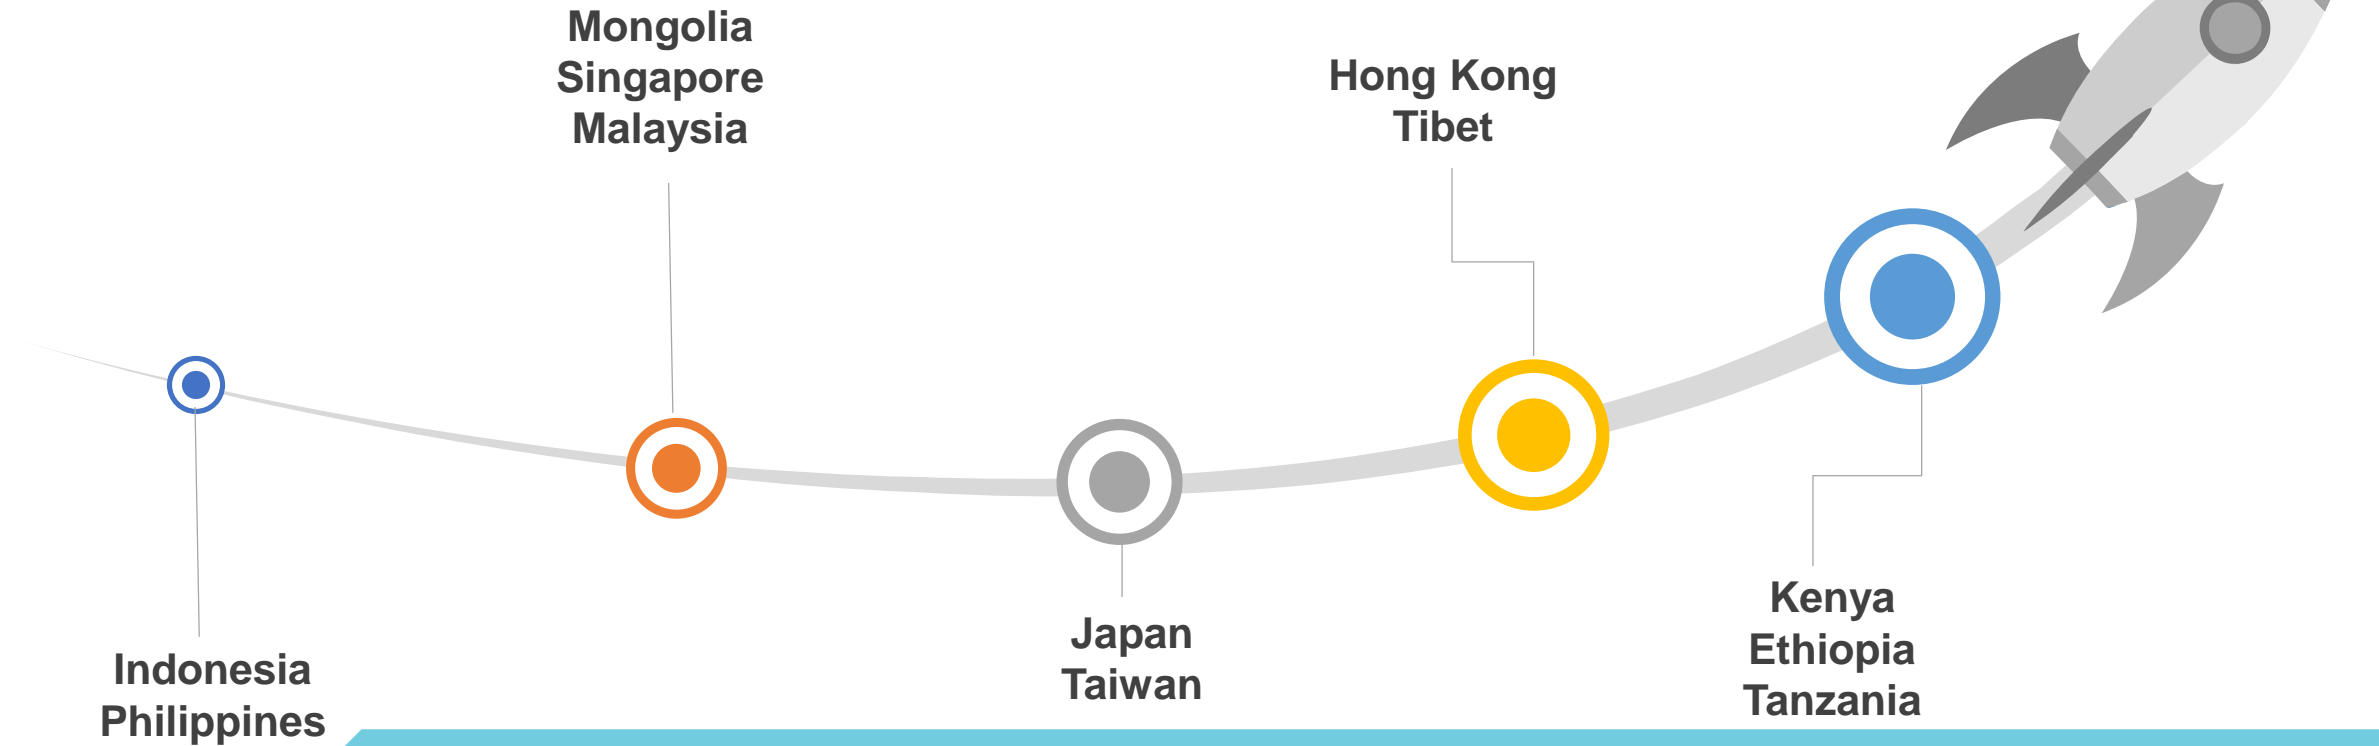 Mongolia
Singapore
Malaysia
Hong Kong
Tibet
Indonesia
Philippines
Japan
Taiwan
Kenya
Ethiopia
Tanzania